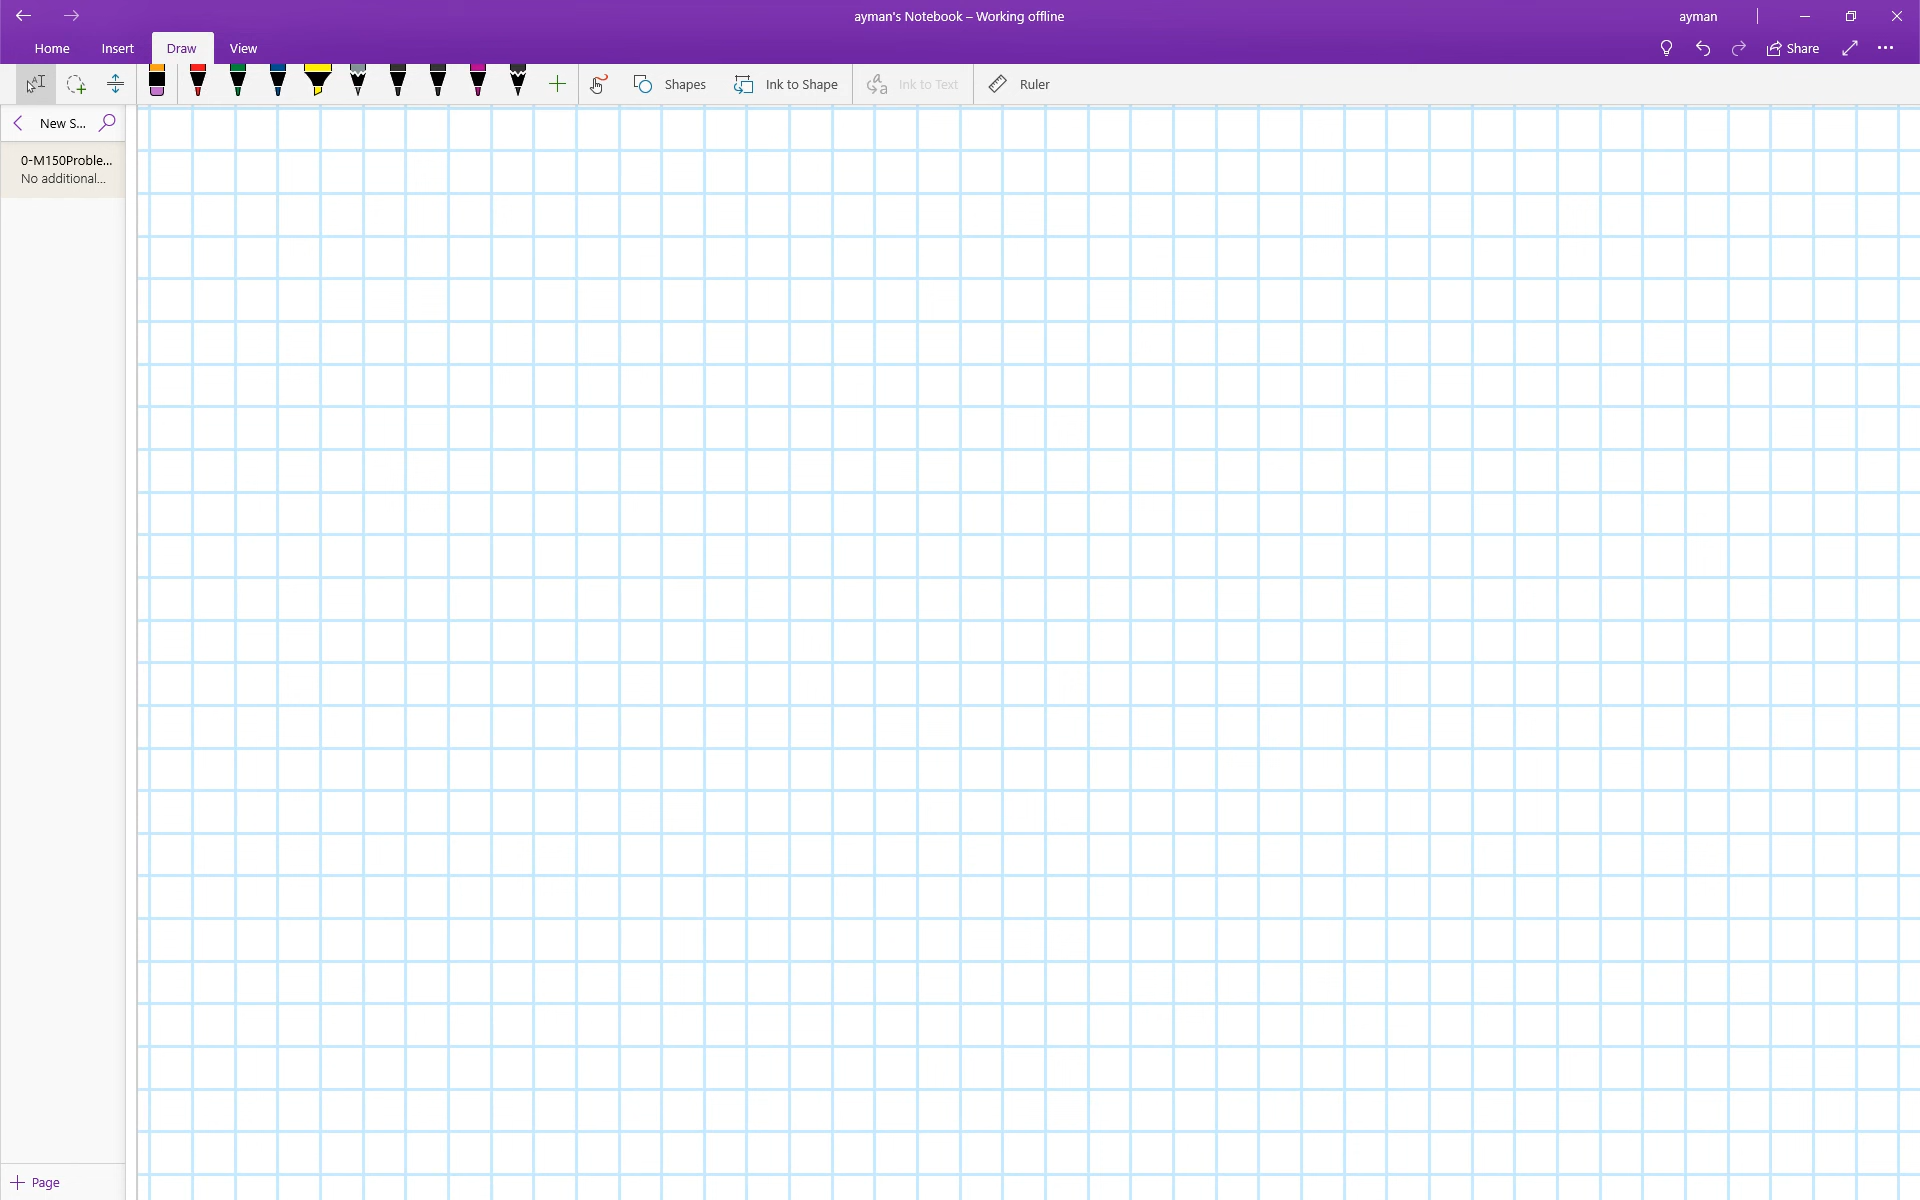 ayman's Notebook – Working offline
ayman
Home Insert Draw View
Share
Shapes
Ink to Shape
Ink to Text
Ruler
New S...
0-M150Proble...
No additional...
Page